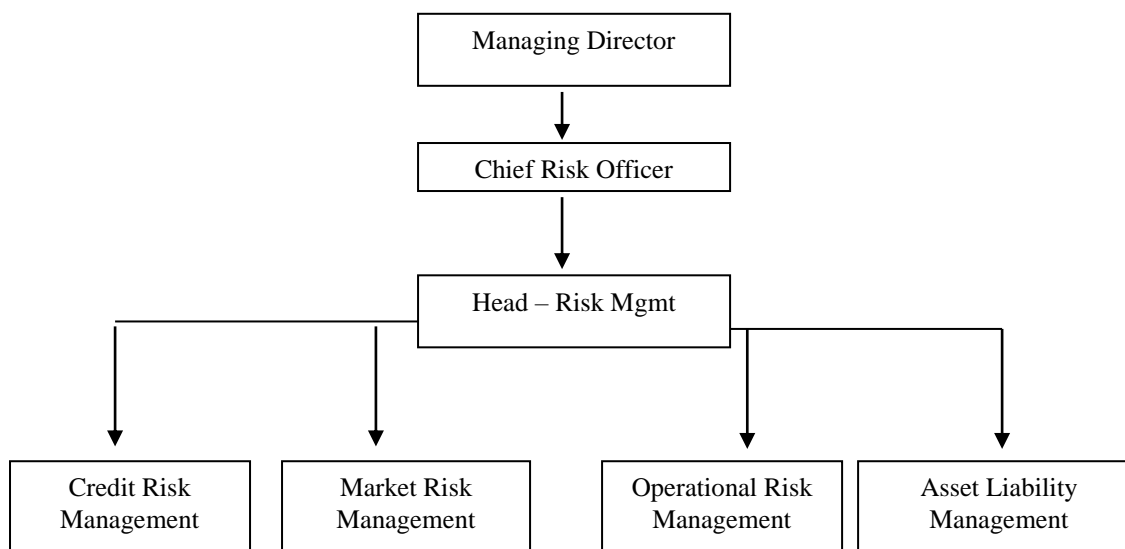 Managing Director
Chief Risk Officer
Head – Risk Mgmt
Credit Risk
Management
Market Risk
Management
Operational Risk
Management
Asset Liability
Management